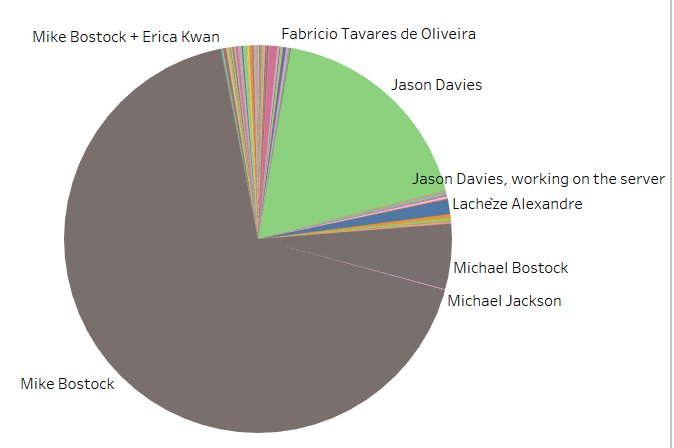 Mike Bostock + Erica Kwan
Fabricio Tavares de Oliveira
Jason Davies
Jason Davies, working on the server
Lacheze Alexandre
Michael Bostock
Michael Jackson
Mike Bostock